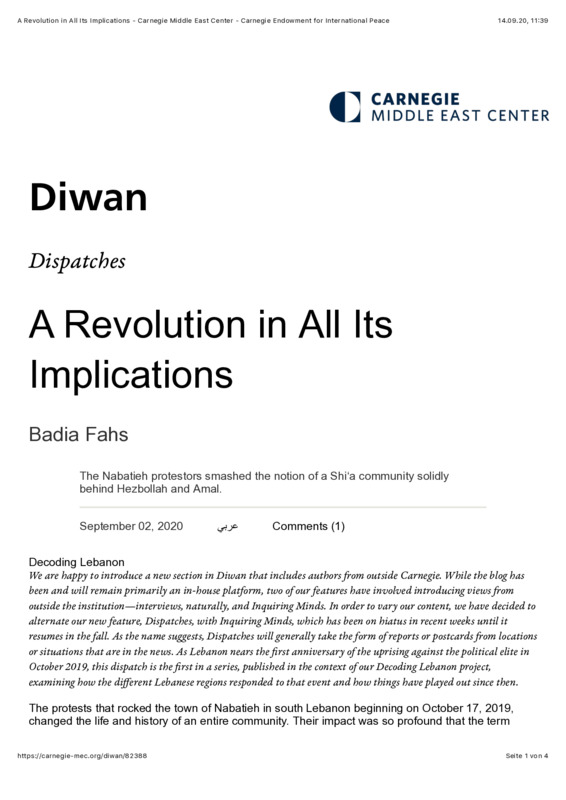 A Revolution in All Its Implications - Carnegie Middle East Center - Carnegie Endowment for International Peace
14.09.20, 11:39
CARNEGIE
MIDDLE EAST CENTER
Diwan
Dispatches
A Revolution in All Its
Implications
Badia Fahs
The Nabatieh protestors smashed the notion of a Shi‘a community solidly
behind Hezbollah and Amal.
September 02, 2020 عربي Comments (1)
Decoding Lebanon
We are happy to introduce a new section in Diwan that includes authors from outside Carnegie. While the blog has
been and will remain primarily an in-house platform, two of our features have involved introducing views from
outside the institution—interviews, naturally, and Inquiring Minds. In order to vary our content, we have decided to
alternate our new feature, Dispatches, with Inquiring Minds, which has been on hiatus in recent weeks until it
resumes in the fall. As the name suggests, Dispatches will generally take the form of reports or postcards from locations
or situations that are in the news. As Lebanon nears the first anniversary of the uprising against the political elite in
October 2019, this dispatch is the first in a series, published in the context of our Decoding Lebanon project,
examining how the different Lebanese regions responded to that event and how things have played out since then.
The protests that rocked the town of Nabatieh in south Lebanon beginning on October 17, 2019,
changed the life and history of an entire community. Their impact was so profound that the term
https://carnegie-mec.org/diwan/82388
Seite 1 von 4